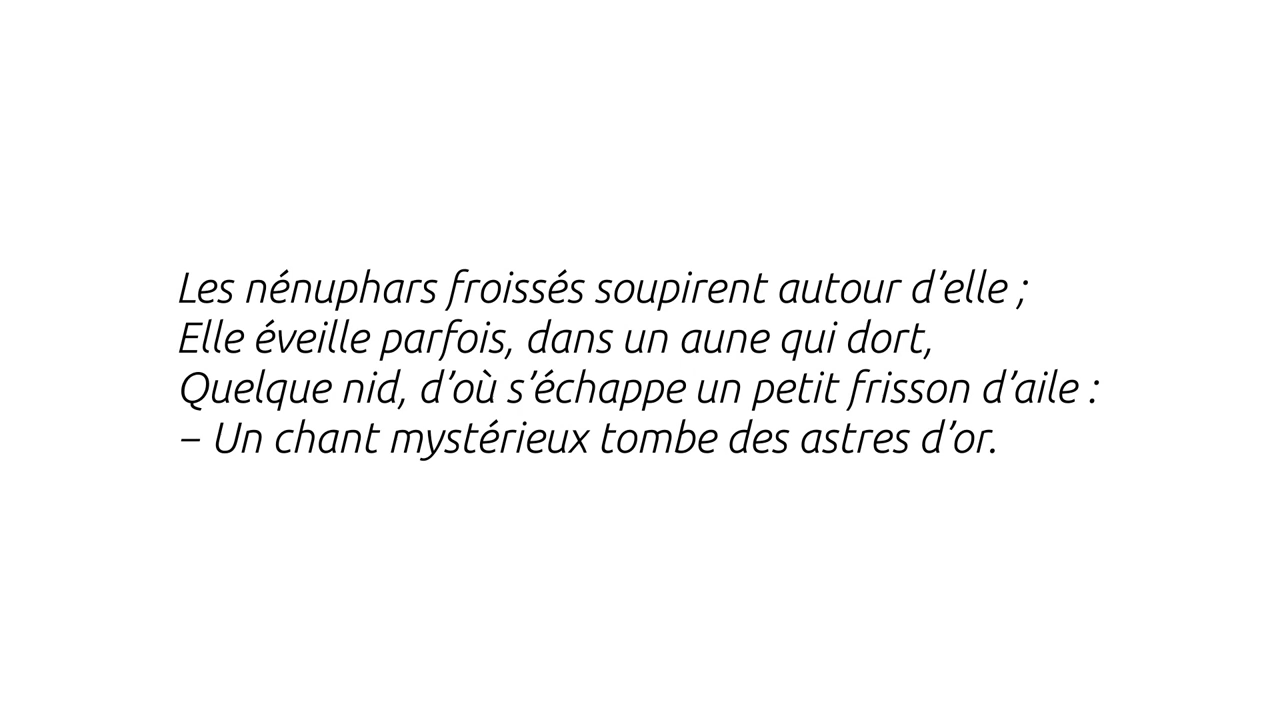 Les nénuphars froissés soupirent autour d’elle ;
Elle éveille parfois, dans un aune qui dort,
Quelque nid, d’où s’échappe un petit frisson d’aile :
– Un chant mystérieux tombe des astres d’or.